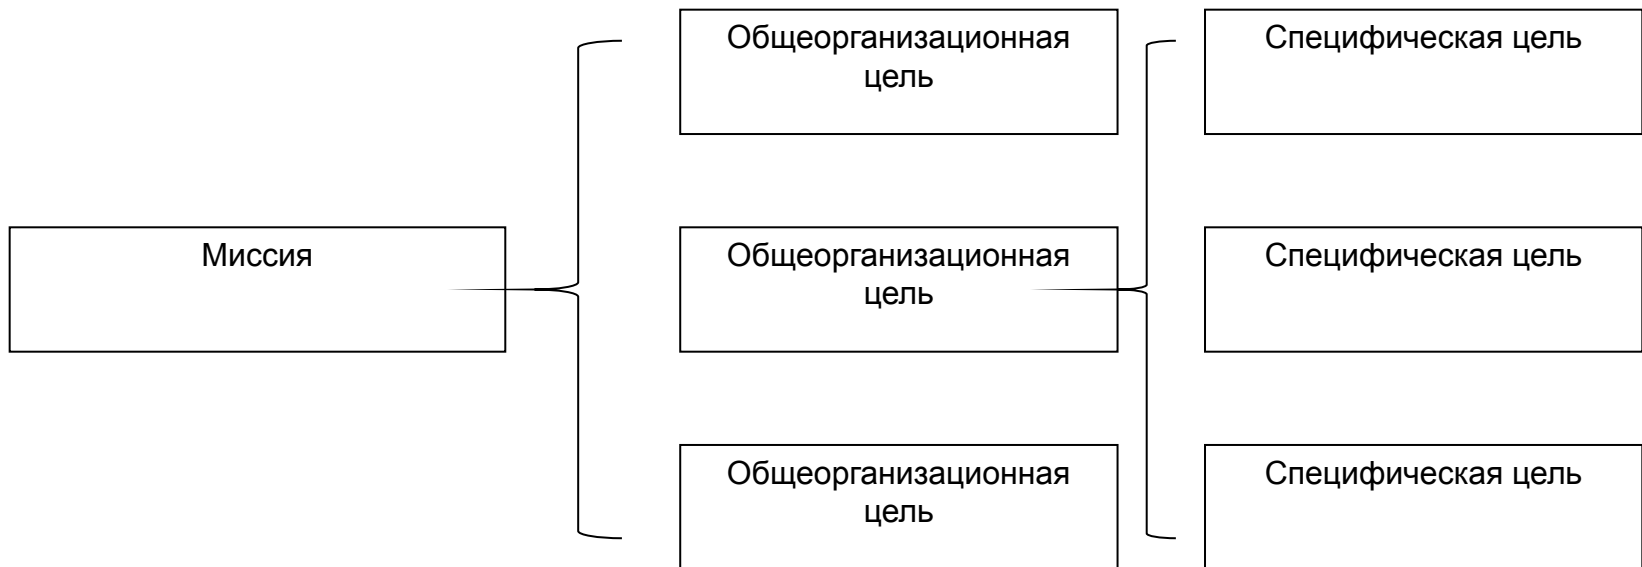 Общеорганизационная
цель
Специфическая цель
Миссия
Общеорганизационная
цель
Специфическая цель
Общеорганизационная
цель
Специфическая цель